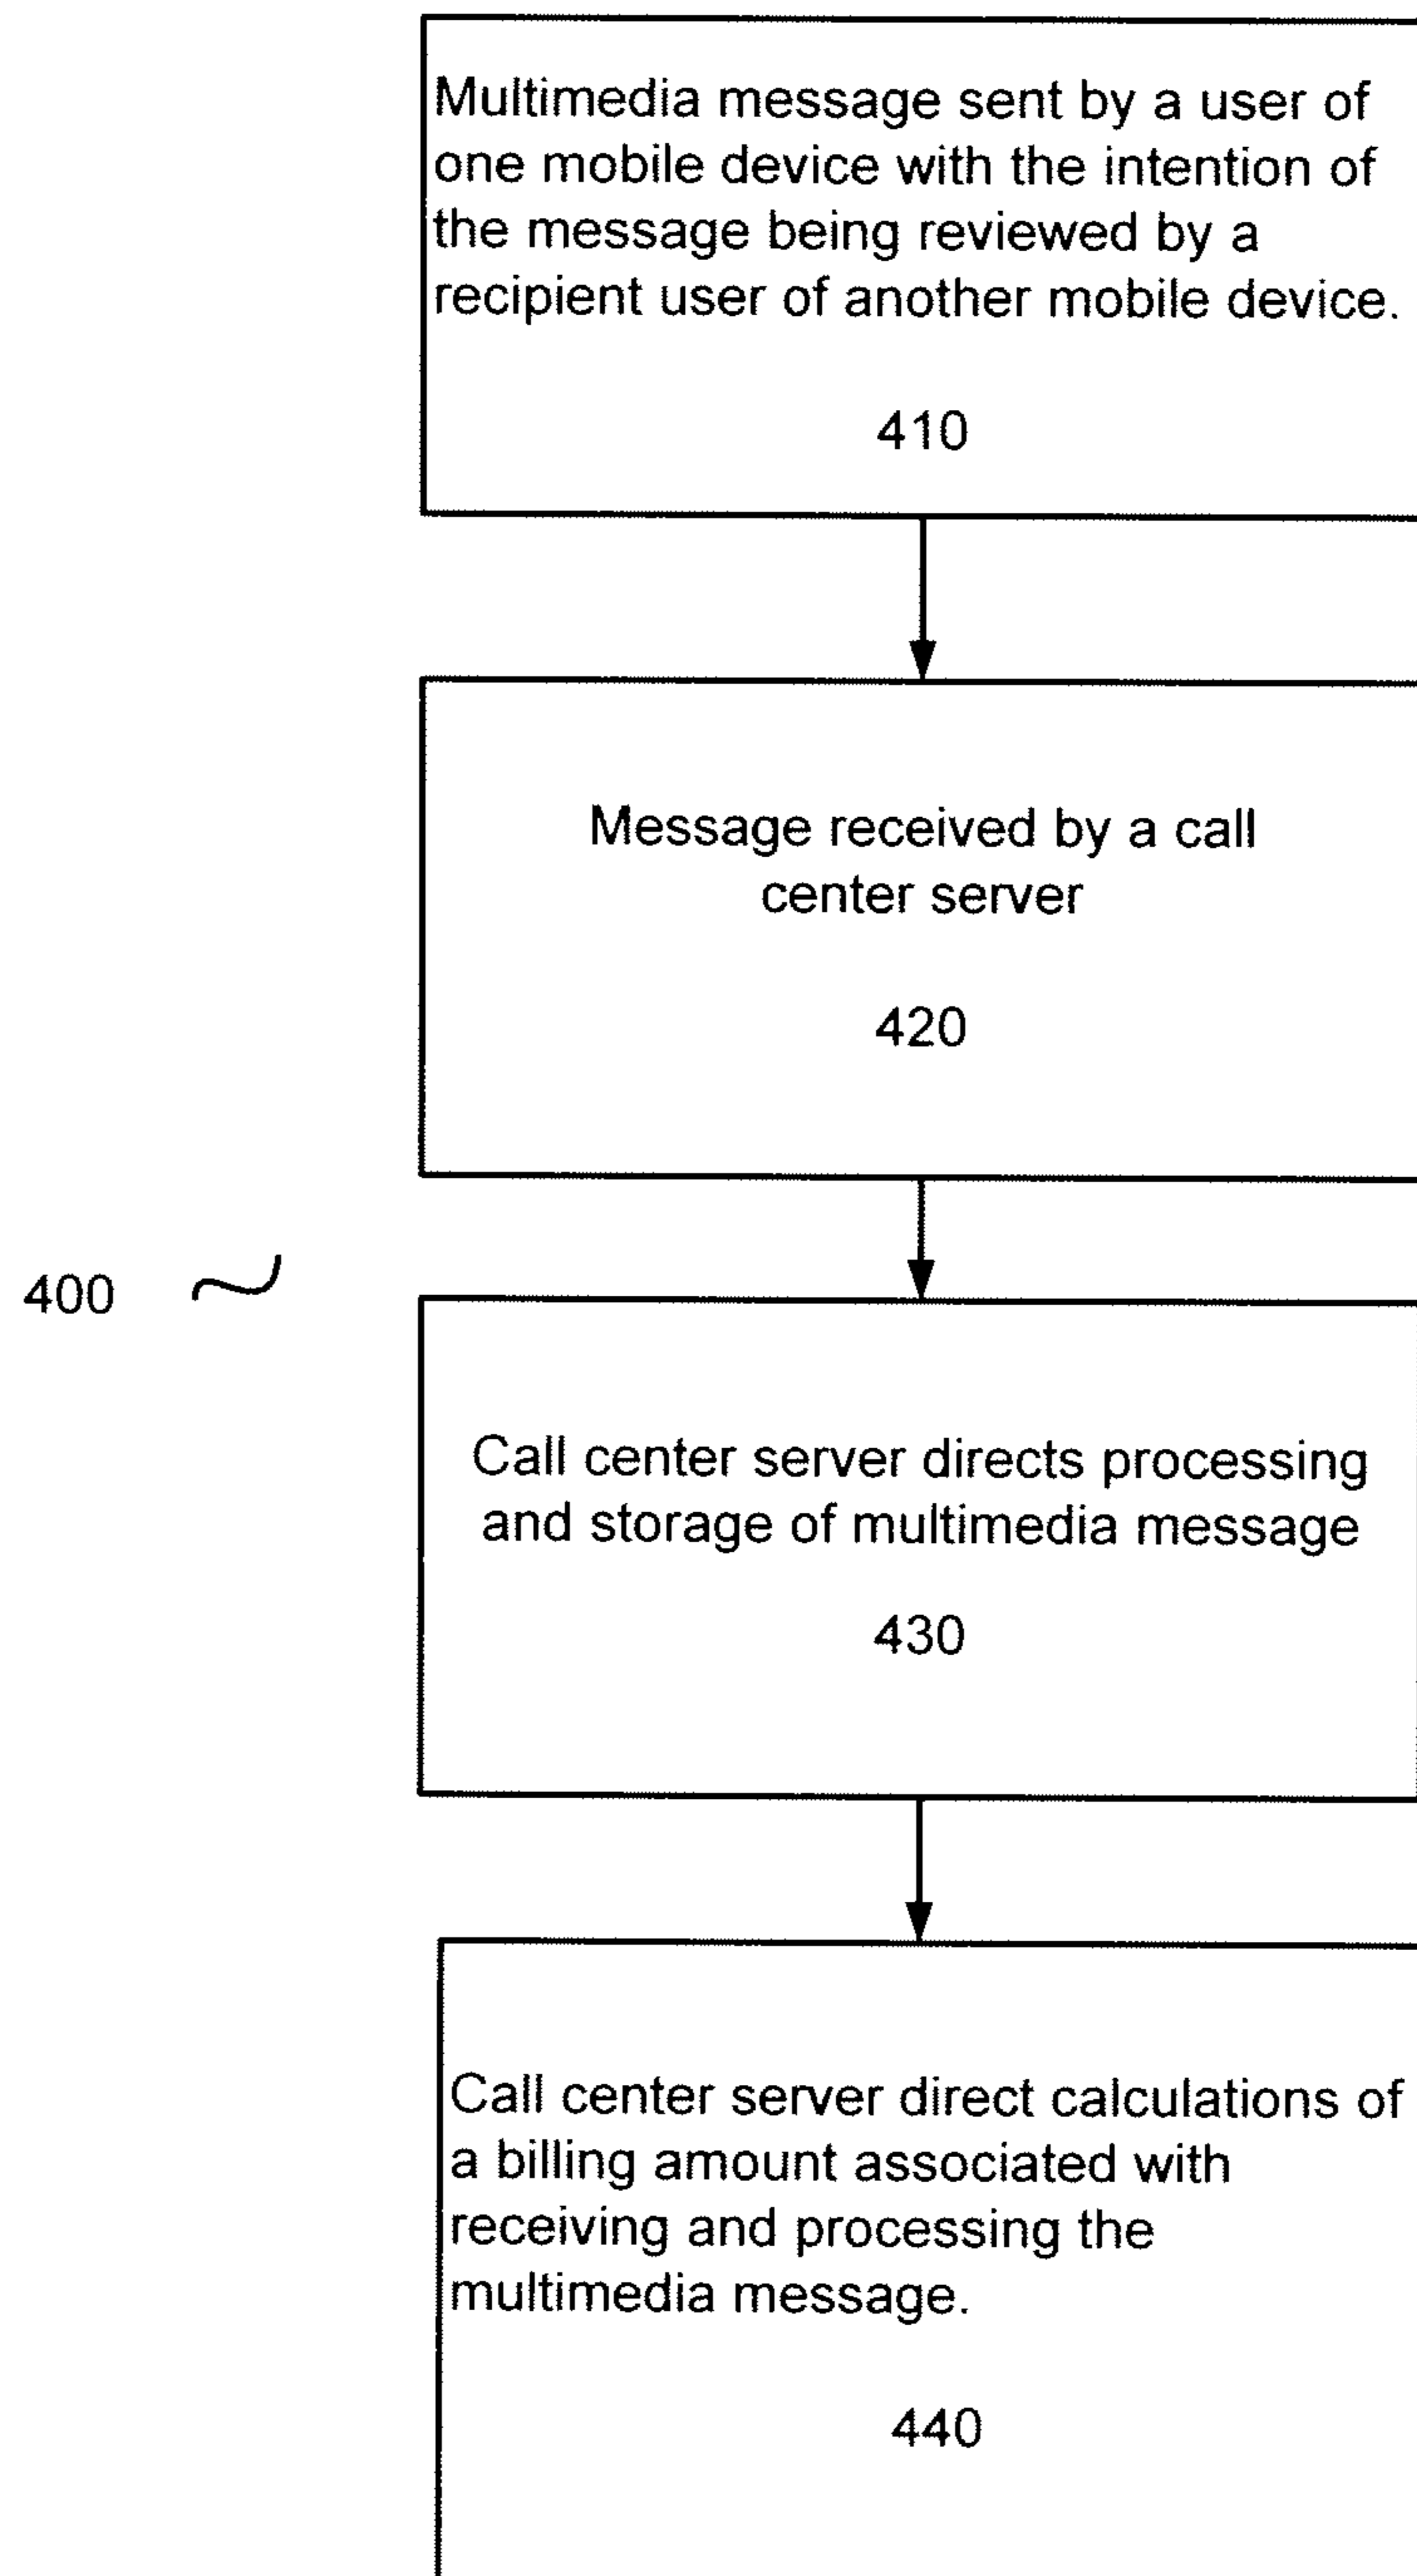 Multimedia message sent by a user of
one mobile device with the intention of
the message being reviewed by a
recipient user of another mobile device.
410
Message received by a call
center server
420
400
Call center server directs processing
and storage of multimedia message
430
Call center server direct calculations of
a billing amount associated with
receiving and processing the
multimedia message.
440